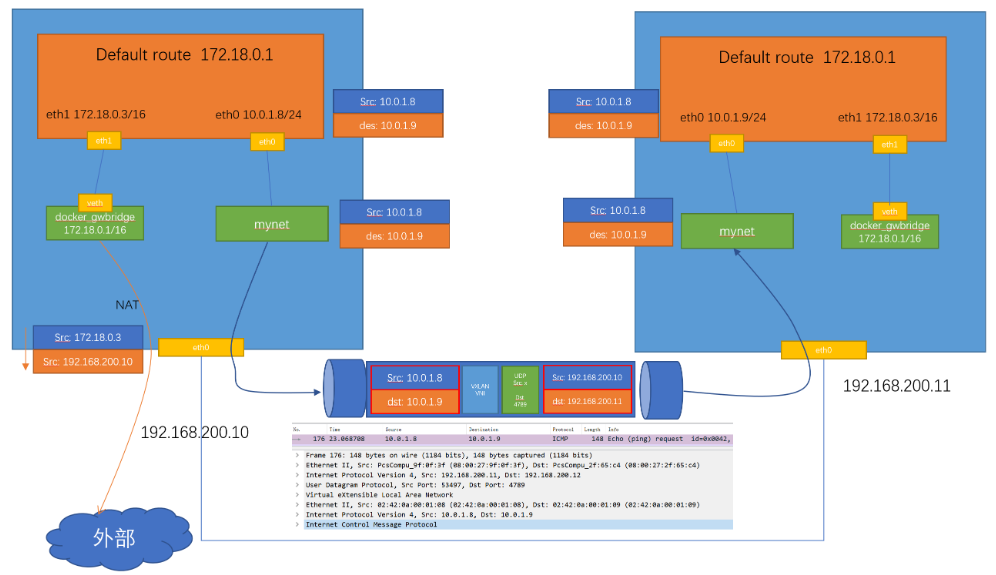 Default route 172.18.0.1
eth1 172.18.0.3/16
eth0 10.0.1.8/24
eth1
eth0
Src: 10.0.1.8
des: 10.0.1.9
veth
docker_gwbridge
172.18.0.1/16
mynet
Src: 10.0.1.8
des: 10.0.1.9
NAT
Src: 172.18.0.3
Src: 192.168.200.10
eth0
192.168.200.10
外部
Default route 172.18.0.1
Src: 10.0.1.8
des: 10.0.1.9
eth0 10.0.1.9/24
eth1 172.18.0.3/16
eth0
eth1
Src: 10.0.1.8
des: 10.0.1.9
mynet
veth
docker_gwbridge
172.18.0.1/16
eth0
192.168.200.11
Src: 10.0.1.8
dst: 10.0.1.9
VXLAN
VNI
UDP
Src x
Dst
4789
Src: 192.168.200.10
dst: 192.168.200.11
No. Time Source Destination Protocol Length Info
176 23.068708 10.0.1.8 10.0.1.9 ICMP 148 Echo (ping) request id=0x0042,
Frame 176: 148 bytes on wire (1184 bits), 148 bytes captured (1184 bits)
Ethernet II, Src: PcsCompu_9f:0f:3f (08:00:27:9f:0f:3f), Dst: PcsCompu_2f:65:c4 (08:00:27:2f:65:c4)
Internet Protocol Version 4, Src: 192.168.200.11, Dst: 192.168.200.12
User Datagram Protocol, Src Port: 53497, Dst Port: 4789
Virtual eXtensible Local Area Network
Ethernet II, Src: 02:42:0a:00:01:08 (02:42:0a:00:01:08), Dst: 02:42:0a:00:01:09 (02:42:0a:00:01:09)
Internet Protocol Version 4, Src: 10.0.1.8, Dst: 10.0.1.9
Internet Control Message Protocol